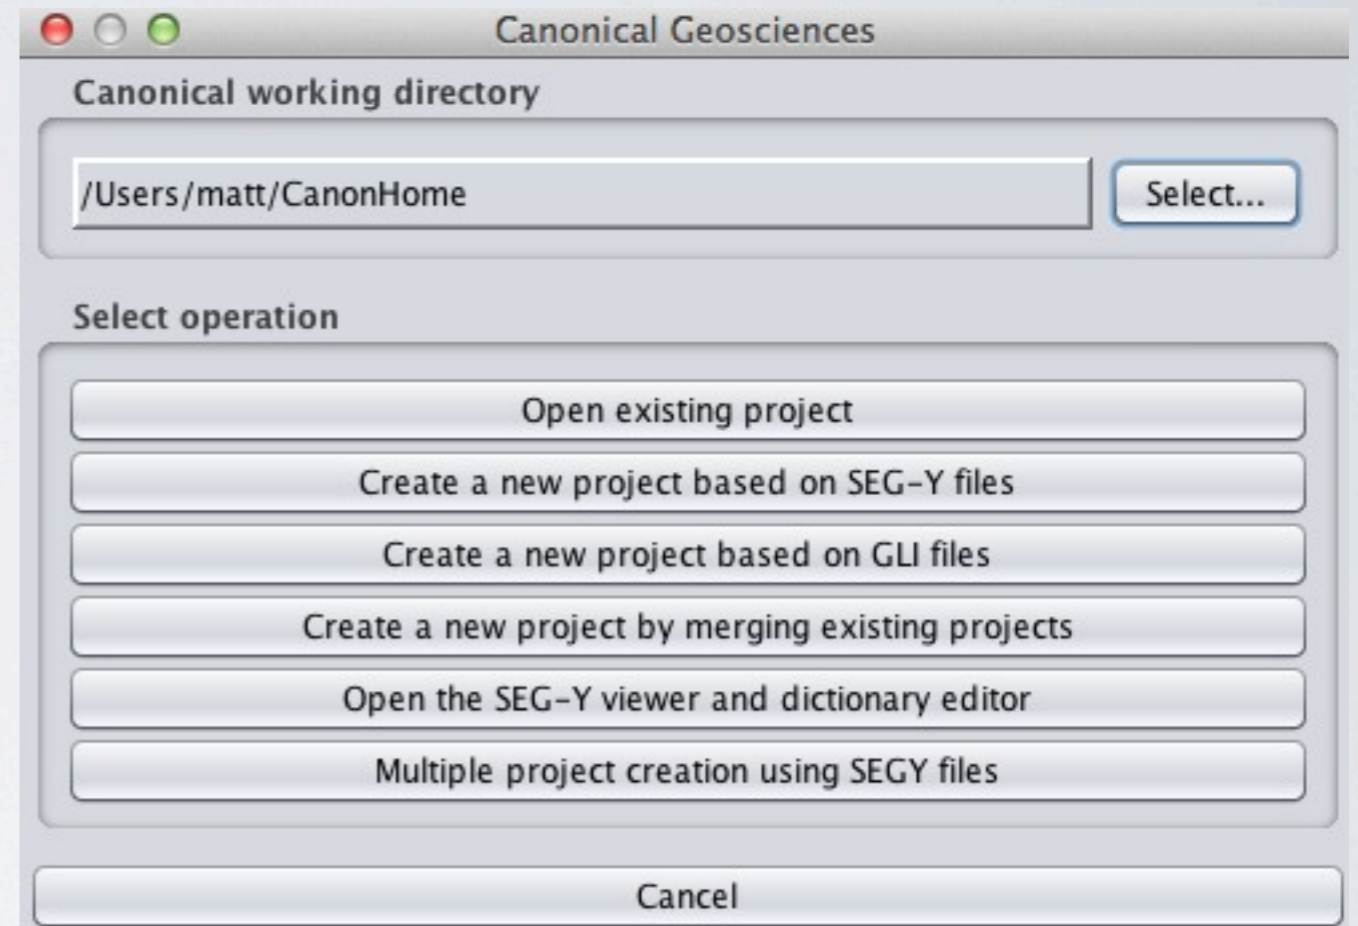 Canonical Geosciences
Canonical working directory
/Users/matt/CanonHome
Select...
Select operation
Open existing project
Create a new project based on SEG-Y files
Create a new project based on GLI files
Create a new project by merging existing projects
Open the SEG-Y viewer and dictionary editor
Multiple project creation using SEGY files
Cancel